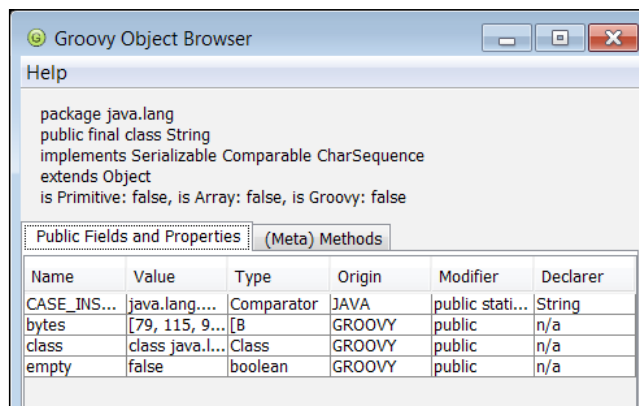 Groovy Object Browser
Help
package java.lang
public final class String
implements Serializable Comparable CharSequence
extends Object
is Primitive: false, is Array: false, is Groovy: false
Public Fields and Properties (Meta) Methods
Name Value Type Origin Modifier Declarer
CASE_INS... java.lang.... Comparator JAVA public stati... String
bytes [79, 115, 9... [B GROOVY public n/a
class class java.l... Class GROOVY public n/a
empty false boolean GROOVY public n/a